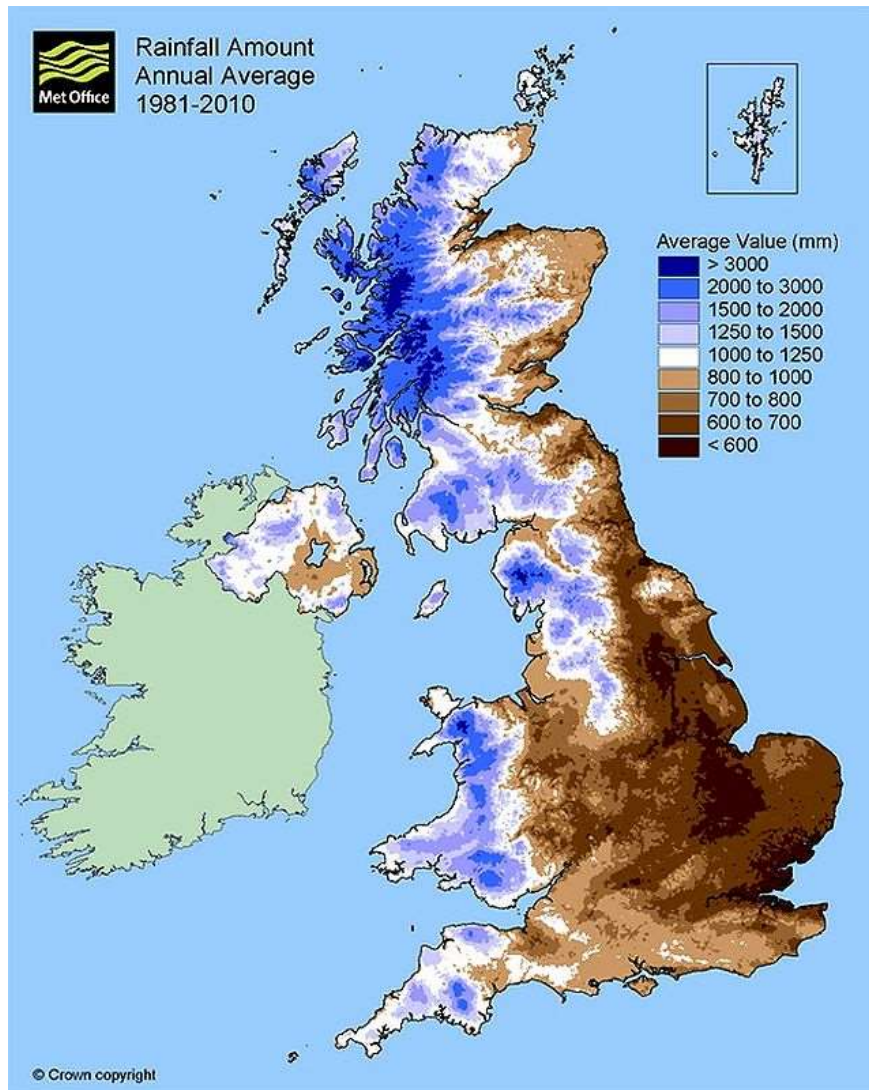 Met Office
Rainfall Amount
Annual Average
1981-2010
Average Value (mm)
> 3000
2000 to 3000
1500 to 2000
1250 to 1500
1000 to 1250
800 to 1000
700 to 800
600 to 700
< 600
© Crown copyright